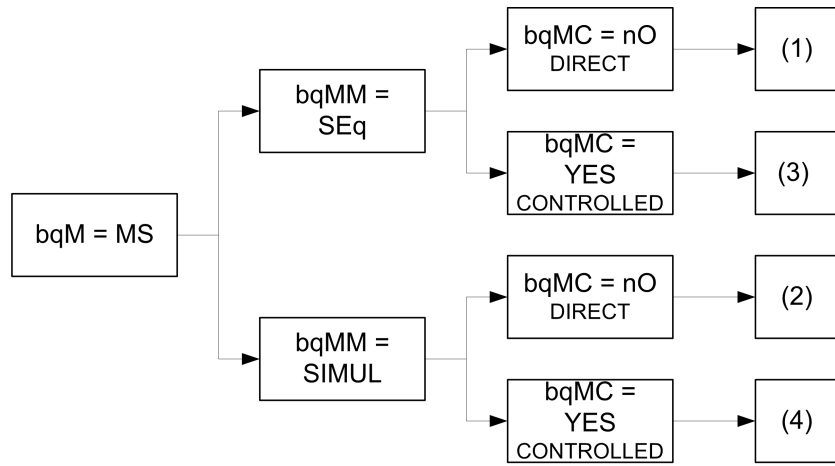 bqMC = nO
DIRECT
(1)
bqMM =
SEq
bqMC =
YES
CONTROLLED
(3)
bqM = MS
bqMC = nO
DIRECT
(2)
bqMM =
SIMUL
bqMC =
YES
CONTROLLED
(4)